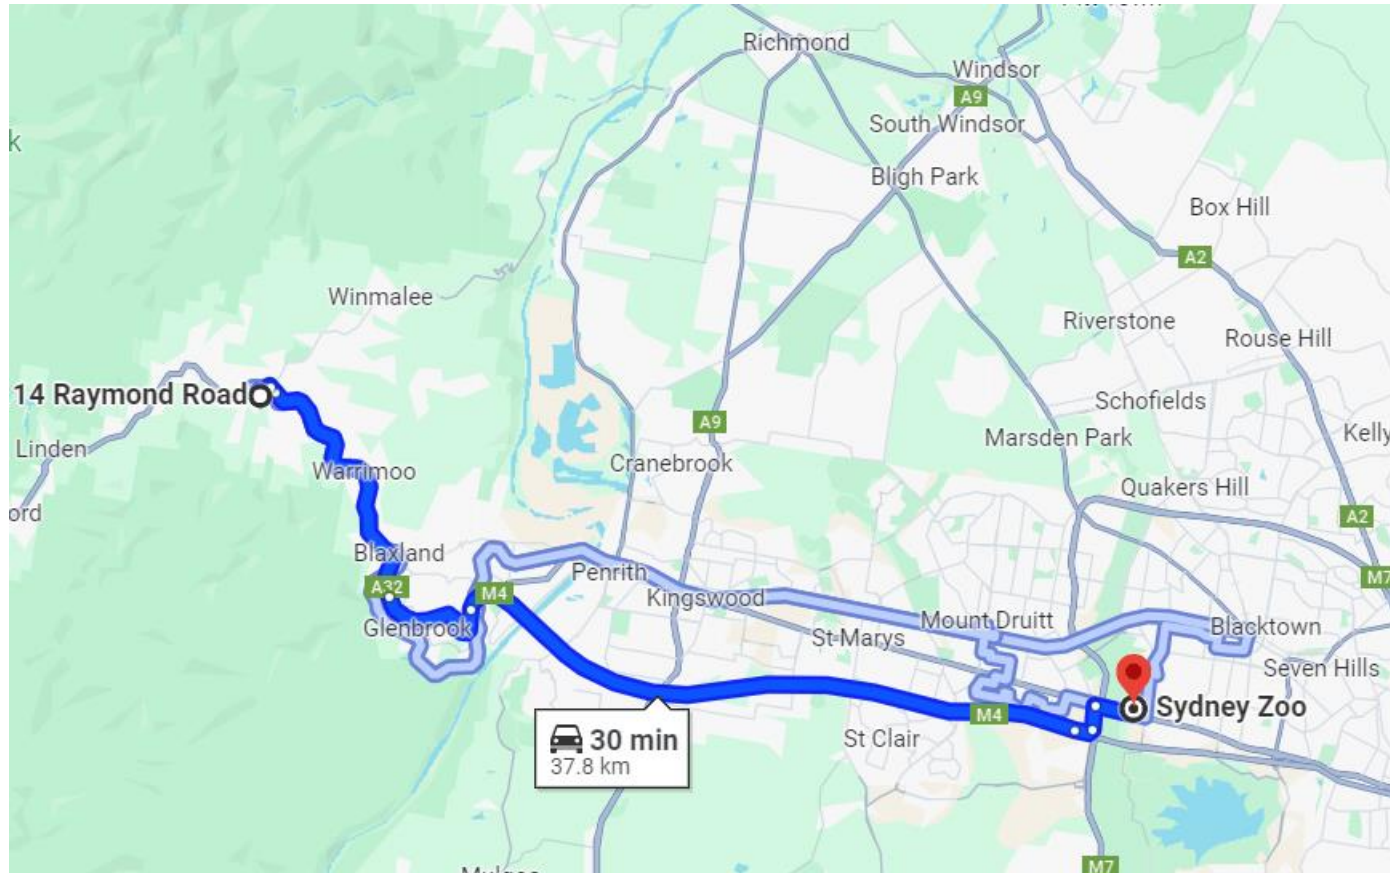 Richmond
Windsor
A9
South Windsor
k
Bligh Park
Box Hill
A2
Winmalee
Riverstone
Rouse Hill
14 Raymond Road
Schofields
A9
Marsden Park
Kelly
Linden
Cranebrook
Warrimoo
Quakers Hill
ord
A2
Blaxland
Penrith
M7
A32
M4
Kingswood
Glenbrook
Mount Druitt
Blacktown
St Marys
Seven Hills
Sydney Zoo
M4
30 min
St Clair
37.8 km
M7